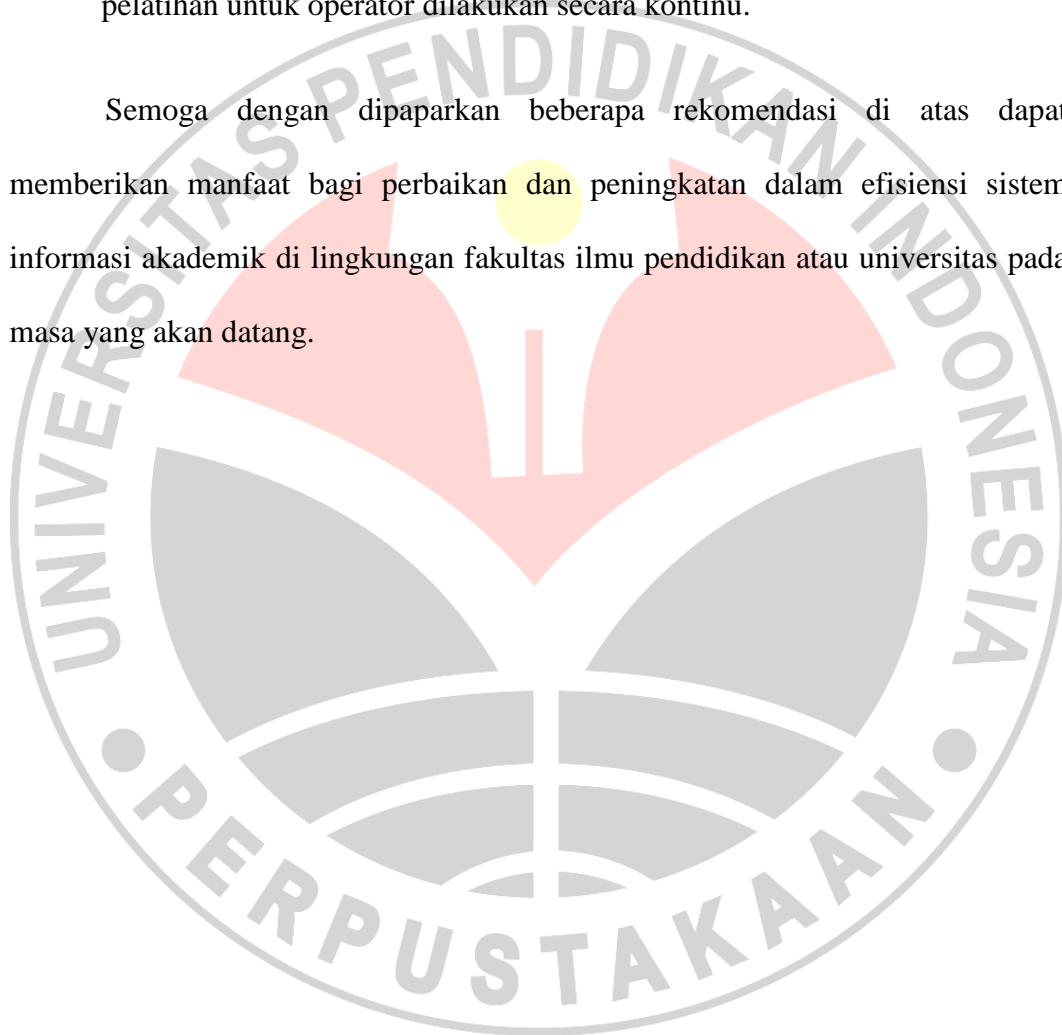 pelatihan untuk operator dilakukan secara kontinu.
Semoga dengan dipaparkan beberapa rekomendasi di atas dapat
memberikan manfaat bagi perbaikan dan peningkatan dalam efisiensi sistem
informasi akademik di lingkungan fakultas ilmu pendidikan atau universitas pada
masa yang akan datang.
UNIVERSITAS PENDIDIKAN INDONESIA
PERPUSTAKAAN